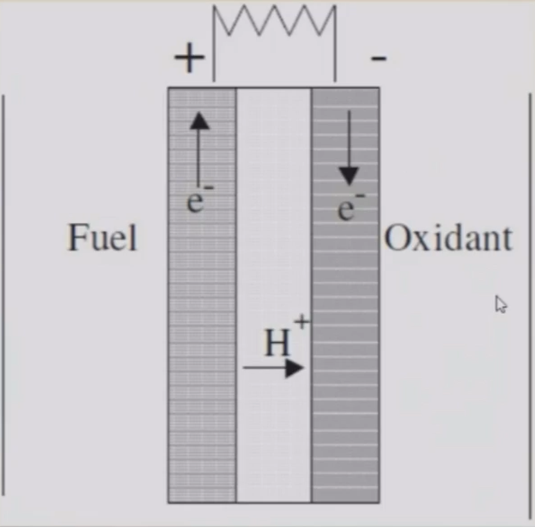 + -
e⁻
e⁻
Fuel Oxidant
H⁺